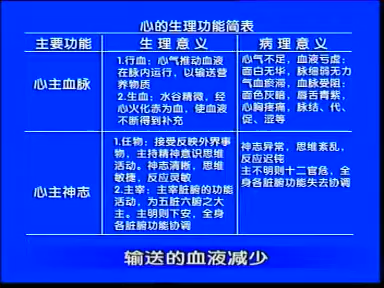 心的生理功能简表
主要功能
生理意义
病理意义
心主血脉
1.行血：心气推动血液
在脉内运行，以输送营
养物质
2.生血：水谷精微，经
心火化赤为血，使血液
不断得到补充
心气不足，血液亏虚：
面白无华，脉细弱无力
气血瘀滞，血脉受阻：
面色灰暗，唇舌青紫，
心胸疼痛，脉结、代、
促、涩等
心主神志
1.任物：接受反映外界事
物，主持精神意识思维
活动。神志清晰，思维
敏捷，反应灵敏
2.主宰：主宰脏腑的功能
活动，为五脏六腑之大
主。主明则下安，全身
各脏腑功能协调
神志异常，思维紊乱，
反应迟钝
主不明则十二官危，全
身各脏腑功能失去协调
输送的血液减少